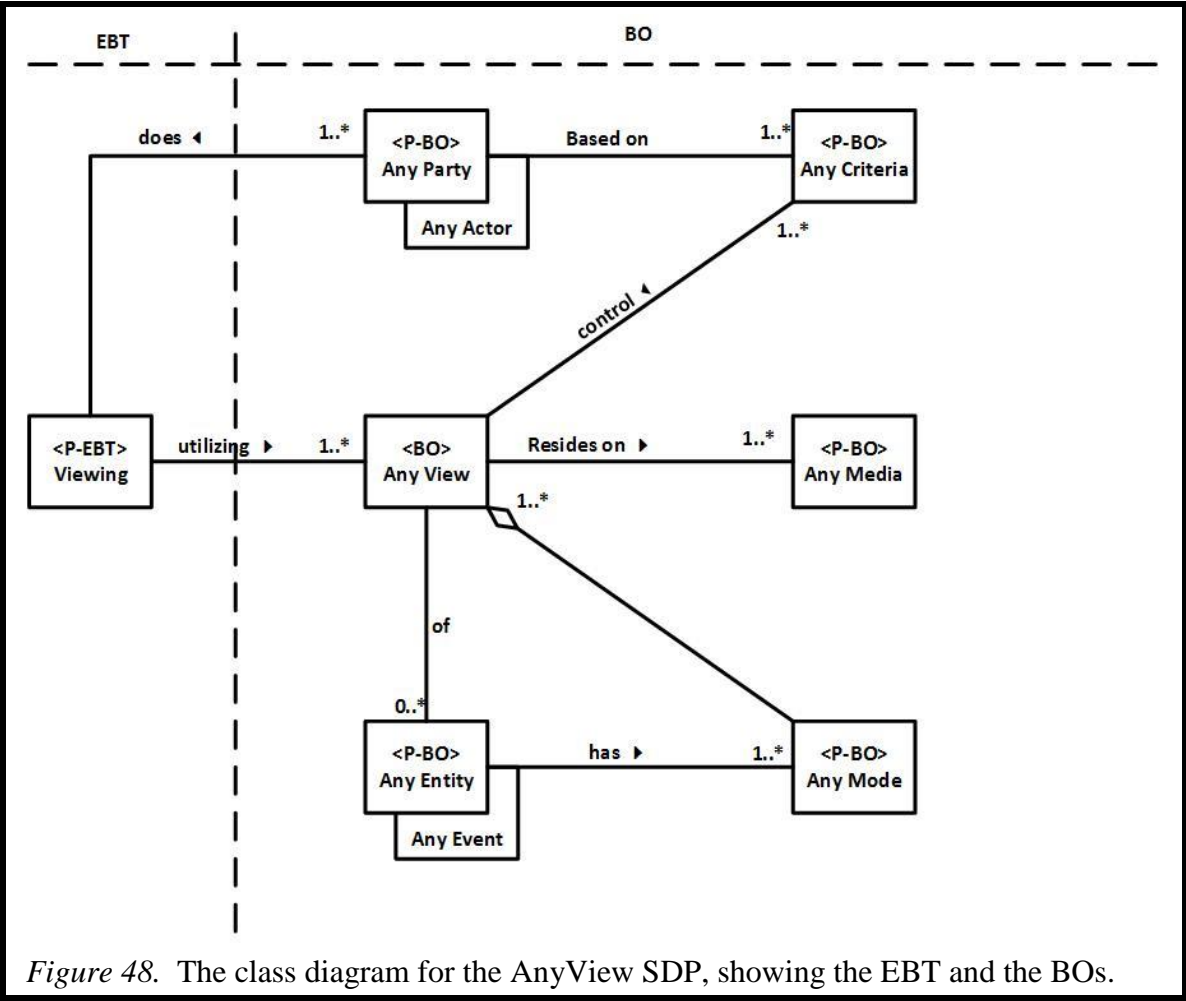 EBT
BO
does ◂
1..*
<P-BO>
Any Party
Based on
1..*
<P-BO>
Any Criteria
Any Actor
1..*
control ◂
<P-EBT>
Viewing
utilizing ▸
1..*
<BO>
Any View
Resides on ▸
1..*
<P-BO>
Any Media
1..*
of
0..*
<P-BO>
Any Entity
has ▸
1..*
<P-BO>
Any Mode
Any Event
Figure 48. The class diagram for the AnyView SDP, showing the EBT and the BOs.